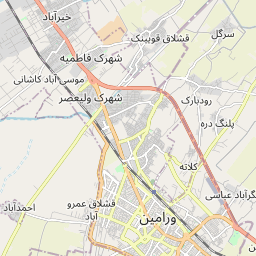 خیرآباد
قشلاق قوینیک
سرگل
شهرک فاطمیه
موسی‌آباد کاشانی
شهرک ولیعصر
رودبارک
پلنگ دره
کلاته
عباسی
قشلاق عمرو
آباد
احمدآباد
ورامین